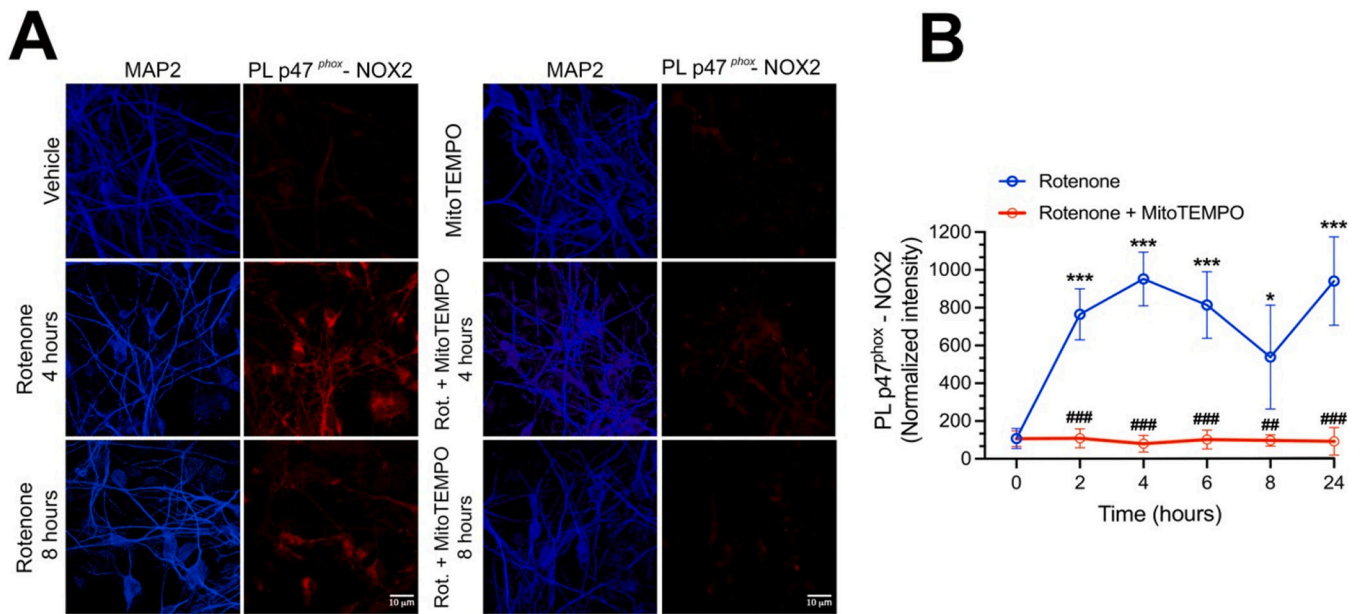 A
B
MAP2 PL p47 phox - NOX2 MAP2 PL p47 phox - NOX2
Vehicle
MitoTEMPO
Rotenone
4 hours
Rot. + MitoTEMPO
4 hours
Rotenone
8 hours
Rot. + MitoTEMPO
8 hours
10 µm
10 µm
Rotenone
Rotenone + MitoTEMPO
PL p47phox - NOX2
(Normalized intensity)
1200
1000
800
600
400
200
0
***
***
***
*
***
###
###
###
##
###
0 2 4 6 8 24
Time (hours)